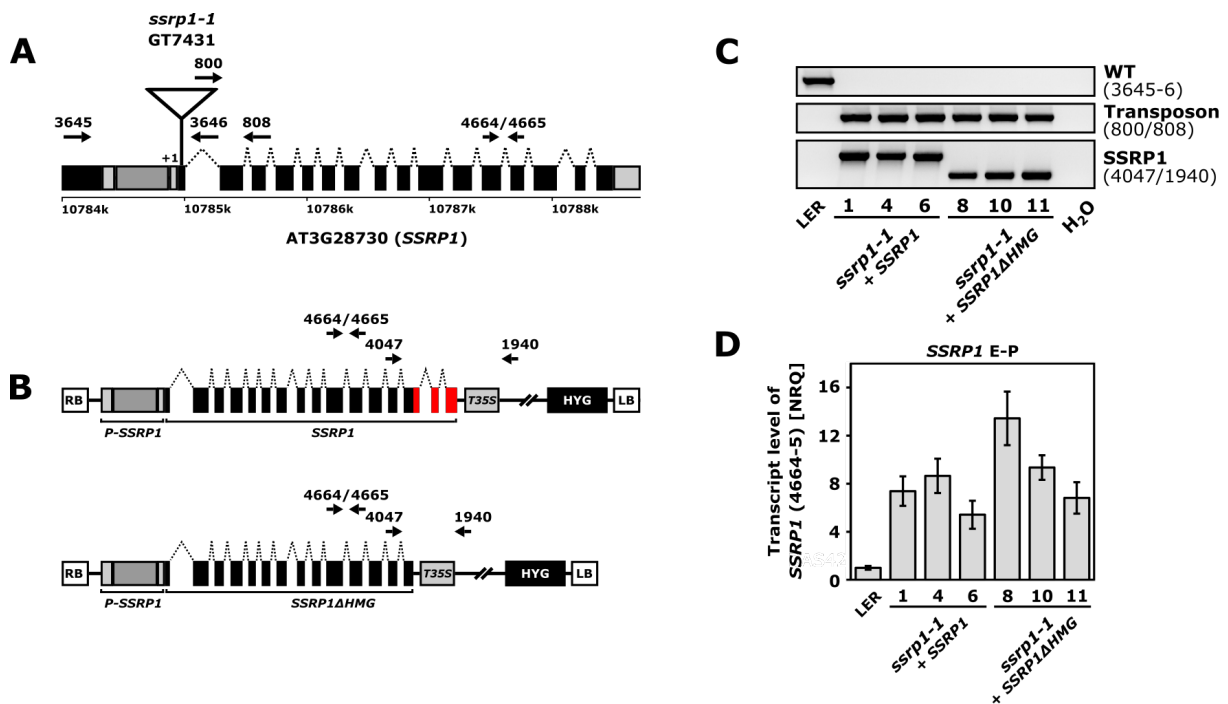 A
ssrp1-1
GT7431
800
3645
3646
808
4664/4665
+1
10784k 10785k 10786k 10787k 10788k
AT3G28730 (SSRP1)
B
4664/4665
4047
1940
RB
T35S
HYG
LB
P-SSRP1
SSRP1
4664/4665
4047
1940
RB
T35S
HYG
LB
P-SSRP1
SSRP1ΔHMG
C
WT
(3645-6)
Transposon
(800/808)
SSRP1
(4047/1940)
LER
1 4 6 8 10 11
H₂O
ssrp1-1
+ SSRP1
ssrp1-1
+ SSRP1ΔHMG
D
SSRP1 E-P
Transcript level of
SSRP1 (4664-5) [NRQ]
16
12
8
4
0
LER
1 4 6 8 10 11
ssrp1-1
+ SSRP1
ssrp1-1
+ SSRP1ΔHMG